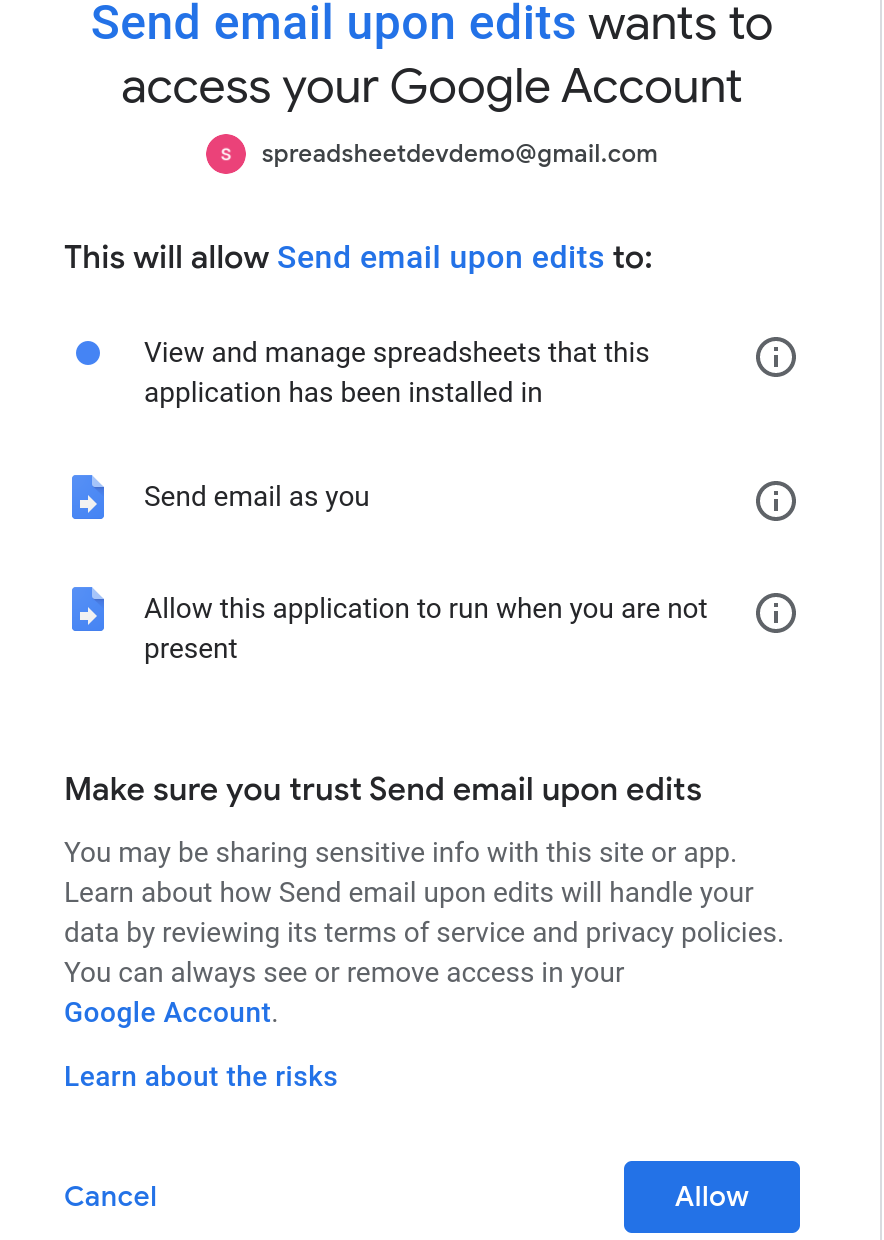 Send email upon edits wants to
access your Google Account
S spreadsheetdevdemo@gmail.com
This will allow Send email upon edits to:
View and manage spreadsheets that this
application has been installed in
Send email as you
Allow this application to run when you are not
present
Make sure you trust Send email upon edits
You may be sharing sensitive info with this site or app.
Learn about how Send email upon edits will handle your
data by reviewing its terms of service and privacy policies.
You can always see or remove access in your
Google Account.
Learn about the risks
Cancel Allow